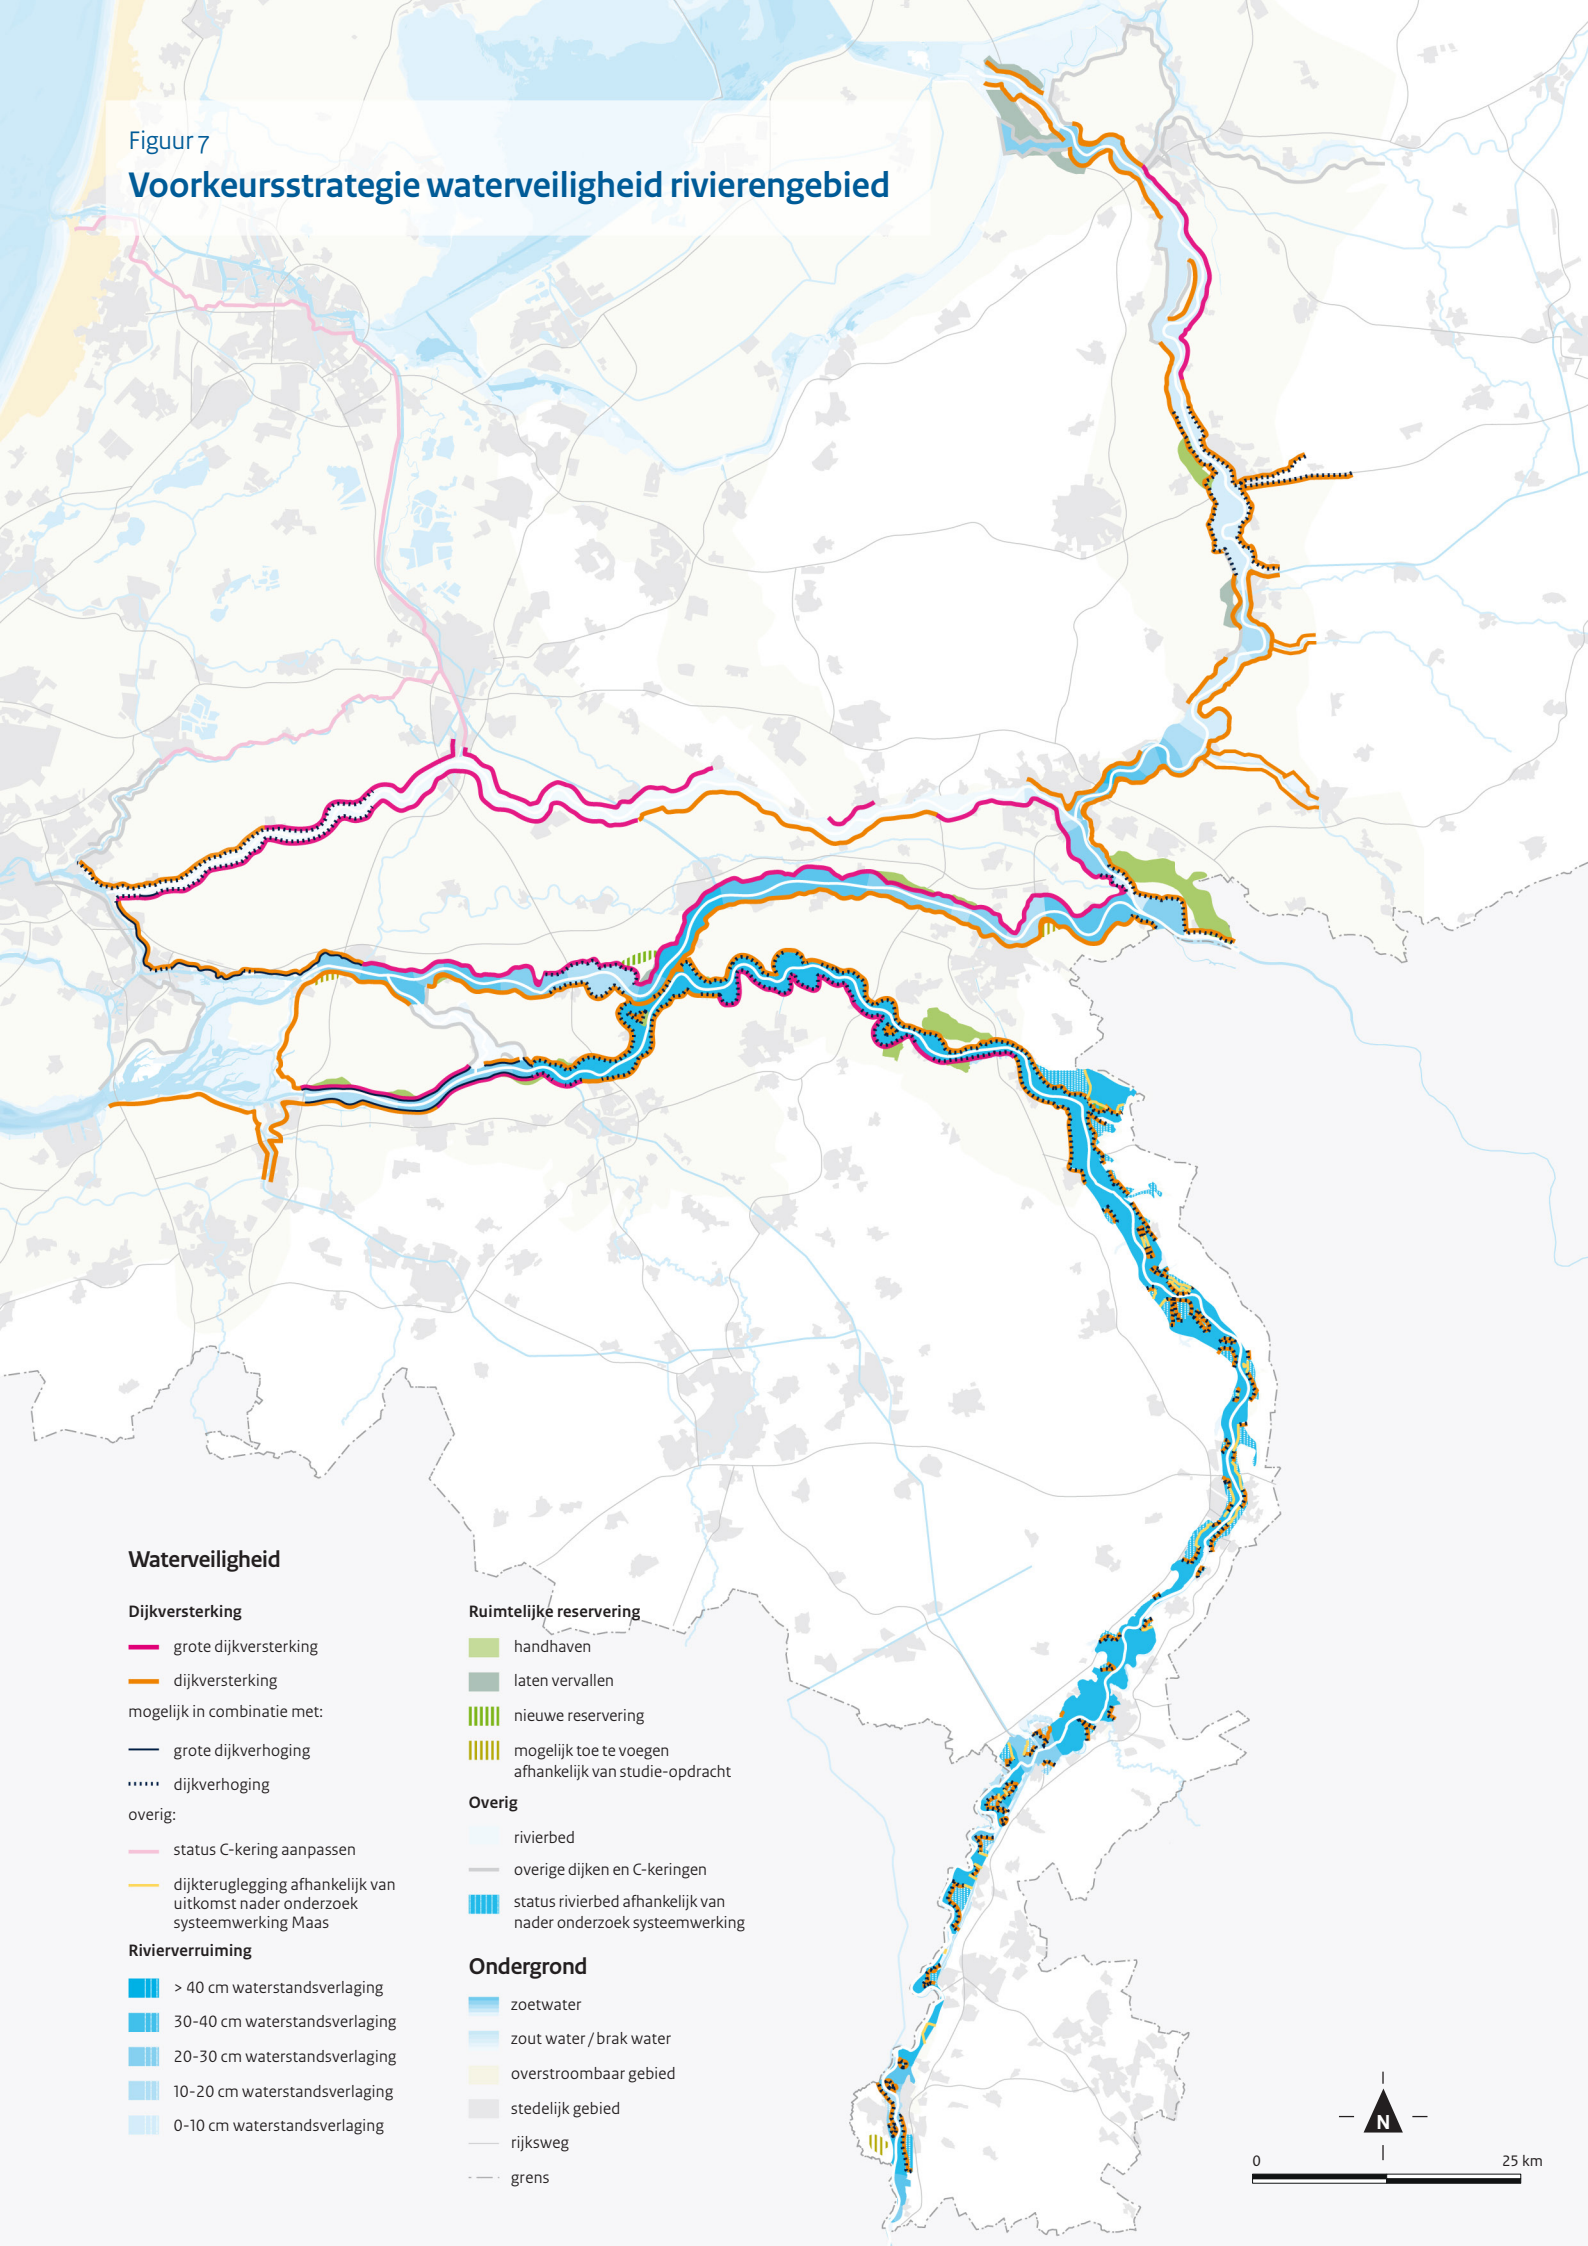 Figuur 7
Voorkeursstrategie waterveiligheid rivierengebied
Waterveiligheid
Dijkversterking
grote dijkversterking
dijkversterking
mogelijk in combinatie met:
grote dijkverhoging
dijkverhoging
overig:
status C-kering aanpassen
dijkteruglegging afhankelijk van
uitkomst nader onderzoek
systeemwerking Maas
Rivierverruiming
> 40 cm waterstandsverlaging
30-40 cm waterstandsverlaging
20-30 cm waterstandsverlaging
10-20 cm waterstandsverlaging
0-10 cm waterstandsverlaging
Ruimtelijke reservering
handhaven
laten vervallen
nieuwe reservering
mogelijk toe te voegen
afhankelijk van studie-opdracht
Overig
rivierbed
overige dijken en C-keringen
status rivierbed afhankelijk van
nader onderzoek systeemwerking
Ondergrond
zoetwater
zout water / brak water
overstroombaar gebied
stedelijk gebied
rijksweg
grens
N
0 25 km